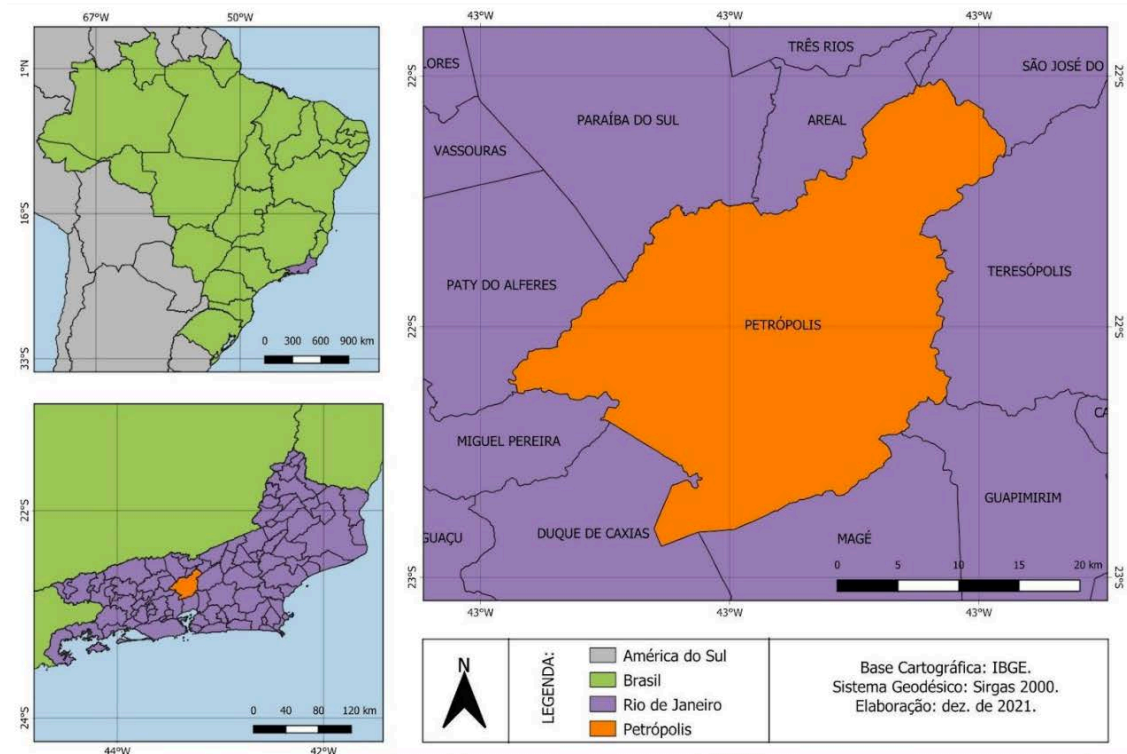 67°W 50°W
1°N
16°S
33°S
0 300 600 900 km
22°S
24°S
0 40 80 120 km
44°W 42°W
43°W 43°W 43°W
TRÊS RIOS
SÃO JOSÉ DO
LORES
22°S 22°S
PARAÍBA DO SUL
AREAL
VASSOURAS
TERESÓPOLIS
PATY DO ALFERES
PETRÓPOLIS
22°S 22°S
CA
MIGUEL PEREIRA
GUAPIMIRIM
GUAÇU
DUQUE DE CAXIAS
MAGÉ
0 5 10 15 20 km
23°S 23°S
43°W 43°W 43°W
N
LEGENDA:
América do Sul
Brasil
Rio de Janeiro
Petrópolis
Base Cartográfica: IBGE.
Sistema Geodésico: Sirgas 2000.
Elaboração: dez. de 2021.